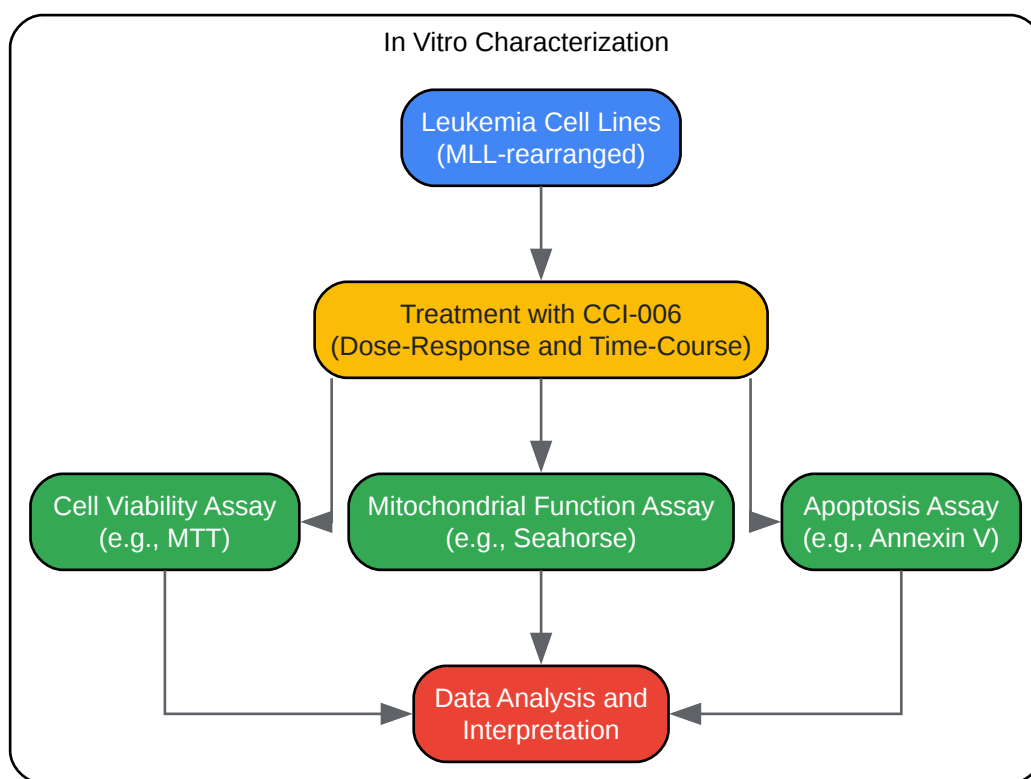 In Vitro Characterization
Leukemia Cell Lines
(MLL-rearranged)
Treatment with CCI-006
(Dose-Response and Time-Course)
Cell Viability Assay
(e.g., MTT)
Mitochondrial Function Assay
(e.g., Seahorse)
Apoptosis Assay
(e.g., Annexin V)
Data Analysis and
Interpretation